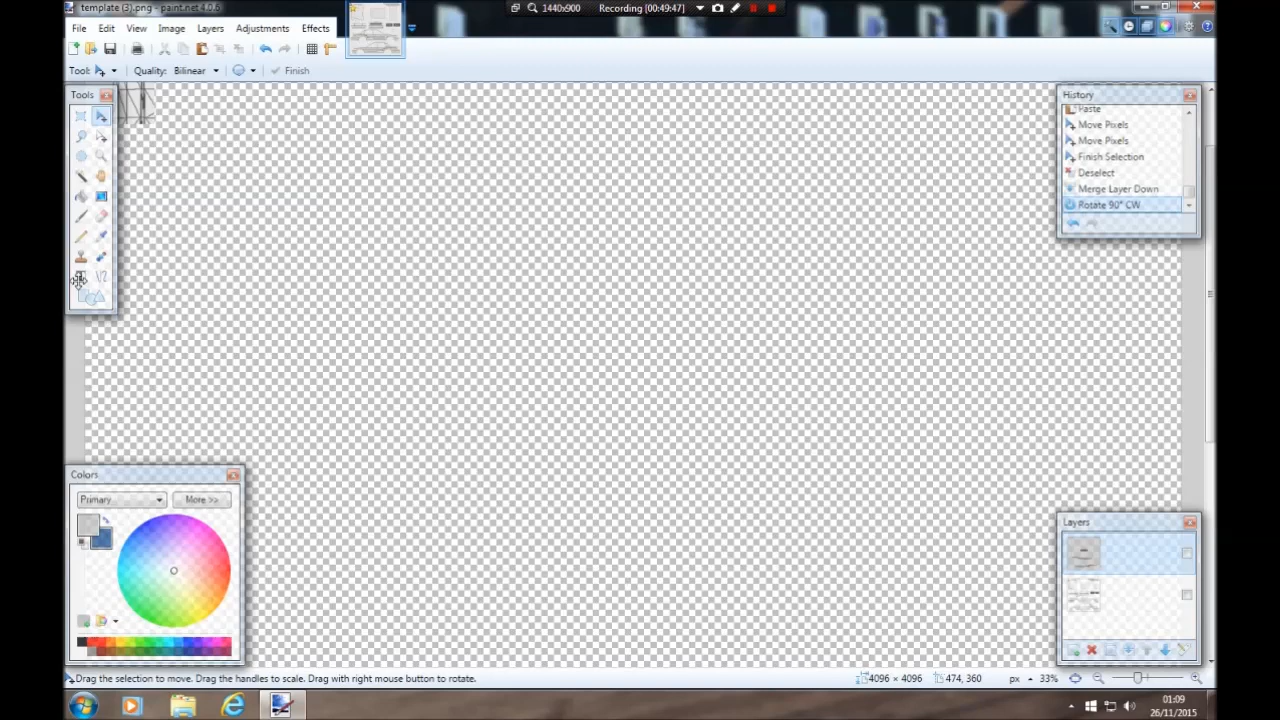 template (3).png - paint.net 4.0.6
1440x900 Recording [00:49:47]
File Edit View Image Layers Adjustments Effects
Tool: Quality: Bilinear Finish
Tools
History
Paste
Move Pixels
Move Pixels
Finish Selection
Deselect
Merge Layer Down
Rotate 90° CW
Colors
Primary More >>
Layers
Drag the selection to move. Drag the handles to scale. Drag with right mouse button to rotate.
4096 × 4096 474, 360 px 33%
01:09
26/11/2015